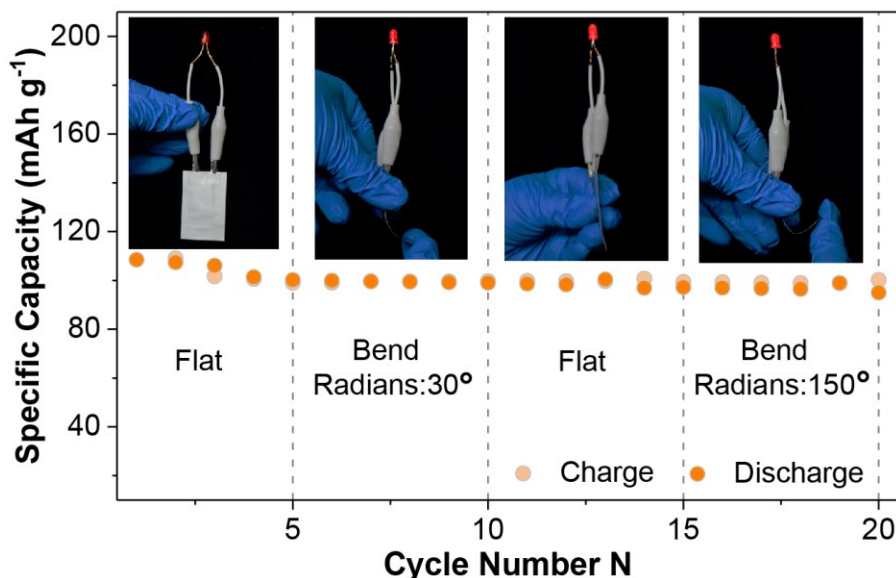 Specific Capacity (mAh g⁻¹)
200
160
120
80
40
Flat
Bend
Radians:30°
Flat
Bend
Radians:150°
Charge
Discharge
5
10
15
20
Cycle Number N